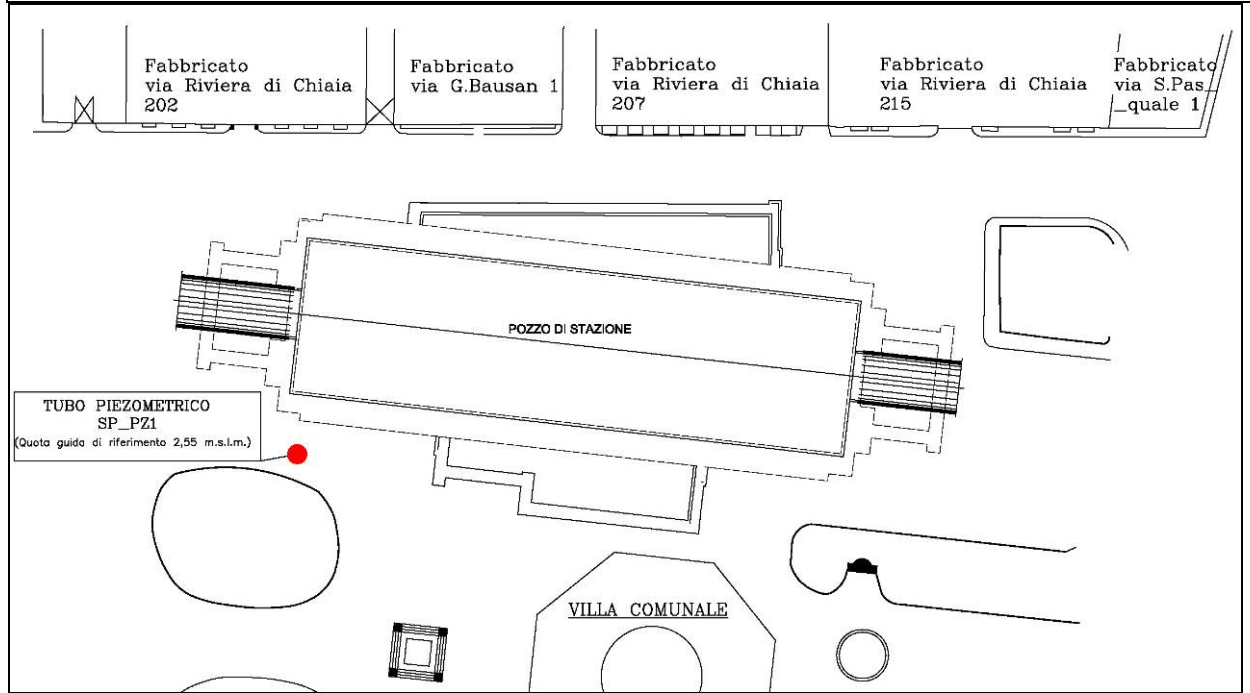 Fabbricato
via Riviera di Chiaia
202
Fabbricato
via G.Bausan 1
Fabbricato
via Riviera di Chiaia
207
Fabbricato
via Riviera di Chiaia
215
Fabbricato
via S.Pas_
_quale 1
POZZO DI STAZIONE
TUBO PIEZOMETRICO
SP_PZ1
(Quota guida di riferimento 2,55 m.s.l.m.)
VILLA COMUNALE